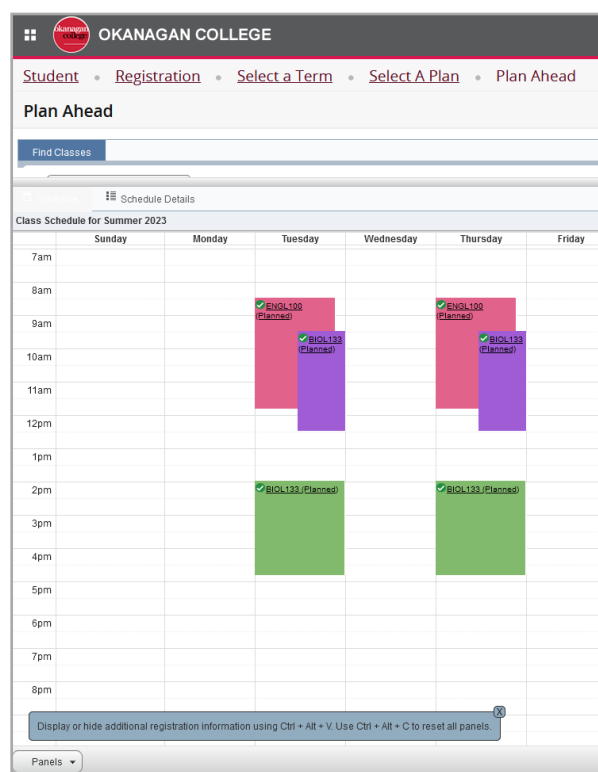 okanagan
college
OKANAGAN COLLEGE
Student • Registration • Select a Term • Select A Plan • Plan Ahead
Plan Ahead
Find Classes
Schedule Details
Class Schedule for Summer 2023
Sunday Monday Tuesday Wednesday Thursday Friday
7am
8am
ENGL100 ENGL100
(Planned) (Planned)
9am
BIOL133 BIOL133
(Planned) (Planned)
10am
11am
12pm
1pm
2pm BIOL133 (Planned) BIOL133 (Planned)
3pm
4pm
5pm
6pm
7pm
8pm
X
Display or hide additional registration information using Ctrl + Alt + V. Use Ctrl + Alt + C to reset all panels.
Panels